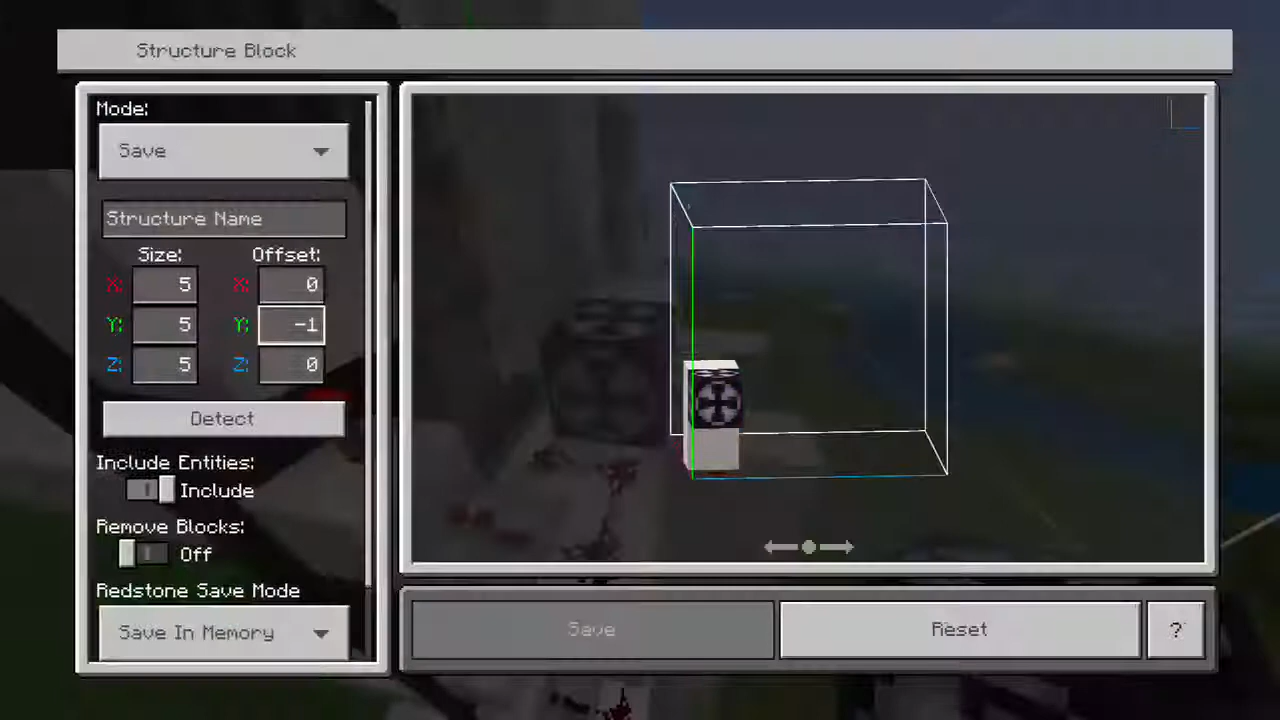 Structure Block
Mode:
Save
Structure Name
Size: Offset:
X: 5 X: 0
Y: 5 Y: -1
Z: 5 Z: 0
Detect
Include Entities:
Include
Remove Blocks:
Off
Redstone Save Mode
Save In Memory
Save Reset ?